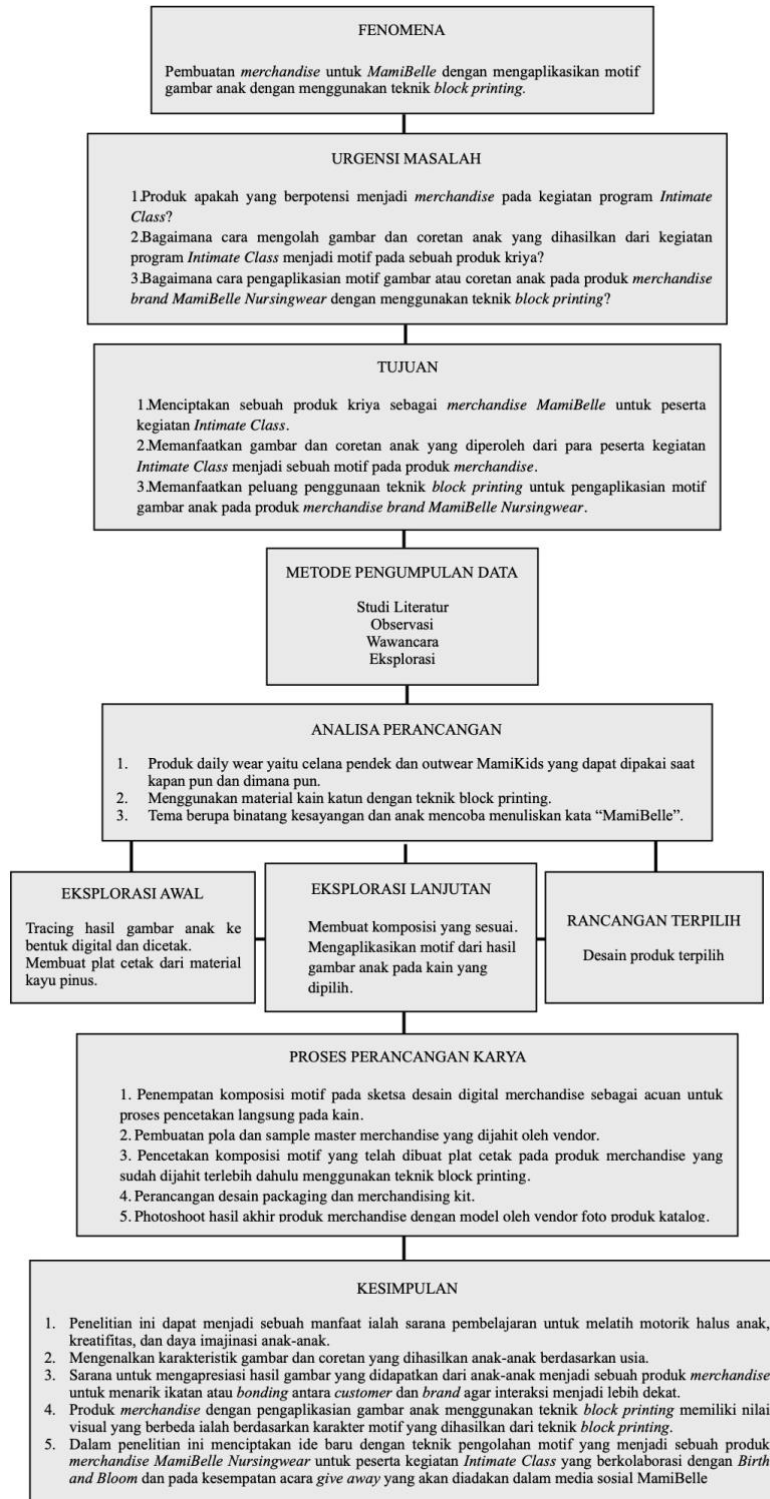 FENOMENA
Pembuatan merchandise untuk MamiBelle dengan mengaplikasikan motif
gambar anak dengan menggunakan teknik block printing.
URGENSI MASALAH
1.Produk apakah yang berpotensi menjadi merchandise pada kegiatan program Intimate
Class?
2.Bagaimana cara mengolah gambar dan coretan anak yang dihasilkan dari kegiatan
program Intimate Class menjadi motif pada sebuah produk kriya?
3.Bagaimana cara pengaplikasian motif gambar atau coretan anak pada produk merchandise
brand MamiBelle Nursingwear dengan menggunakan teknik block printing?
TUJUAN
1.Menciptakan sebuah produk kriya sebagai merchandise MamiBelle untuk peserta
kegiatan Intimate Class.
2.Memanfaatkan gambar dan coretan anak yang diperoleh dari para peserta kegiatan
Intimate Class menjadi sebuah motif pada produk merchandise.
3.Memanfaatkan peluang penggunaan teknik block printing untuk pengaplikasian motif
gambar anak pada produk merchandise brand MamiBelle Nursingwear.
METODE PENGUMPULAN DATA
Studi Literatur
Observasi
Wawancara
Eksplorasi
ANALISA PERANCANGAN
1. Produk daily wear yaitu celana pendek dan outwear MamiKids yang dapat dipakai saat
kapan pun dan dimana pun.
2. Menggunakan material kain katun dengan teknik block printing.
3. Tema berupa binatang kesayangan dan anak mencoba menuliskan kata “MamiBelle”.
EKSPLORASI AWAL
Tracing hasil gambar anak ke
bentuk digital dan dicetak.
Membuat plat cetak dari material
kayu pinus.
EKSPLORASI LANJUTAN
Membuat komposisi yang sesuai.
Mengaplikasikan motif dari hasil
gambar anak pada kain yang
dipilih.
RANCANGAN TERPILIH
Desain produk terpilih
PROSES PERANCANGAN KARYA
1. Penempatan komposisi motif pada sketsa desain digital merchandise sebagai acuan untuk
proses pencetakan langsung pada kain.
2. Pembuatan pola dan sample master merchandise yang dijahit oleh vendor.
3. Pencetakan komposisi motif yang telah dibuat plat cetak pada produk merchandise yang
sudah dijahit terlebih dahulu menggunakan teknik block printing.
4. Perancangan desain packaging dan merchandising kit.
5. Photoshoot hasil akhir produk merchandise dengan model oleh vendor foto produk katalog.
KESIMPULAN
1. Penelitian ini dapat menjadi sebuah manfaat ialah sarana pembelajaran untuk melatih motorik halus anak,
kreatifitas, dan daya imajinasi anak-anak.
2. Mengenalkan karakteristik gambar dan coretan yang dihasilkan anak-anak berdasarkan usia.
3. Sarana untuk mengapresiasi hasil gambar yang didapatkan dari anak-anak menjadi sebuah produk merchandise
untuk menarik ikatan atau bonding antara customer dan brand agar interaksi menjadi lebih dekat.
4. Produk merchandise dengan pengaplikasian gambar anak menggunakan teknik block printing memiliki nilai
visual yang berbeda ialah berdasarkan karakter motif yang dihasilkan dari teknik block printing.
5. Dalam penelitian ini menciptakan ide baru dengan teknik pengolahan motif yang menjadi sebuah produk
merchandise MamiBelle Nursingwear untuk peserta kegiatan Intimate Class yang berkolaborasi dengan Birth
and Bloom dan pada kesempatan acara give away yang akan diadakan dalam media sosial MamiBelle